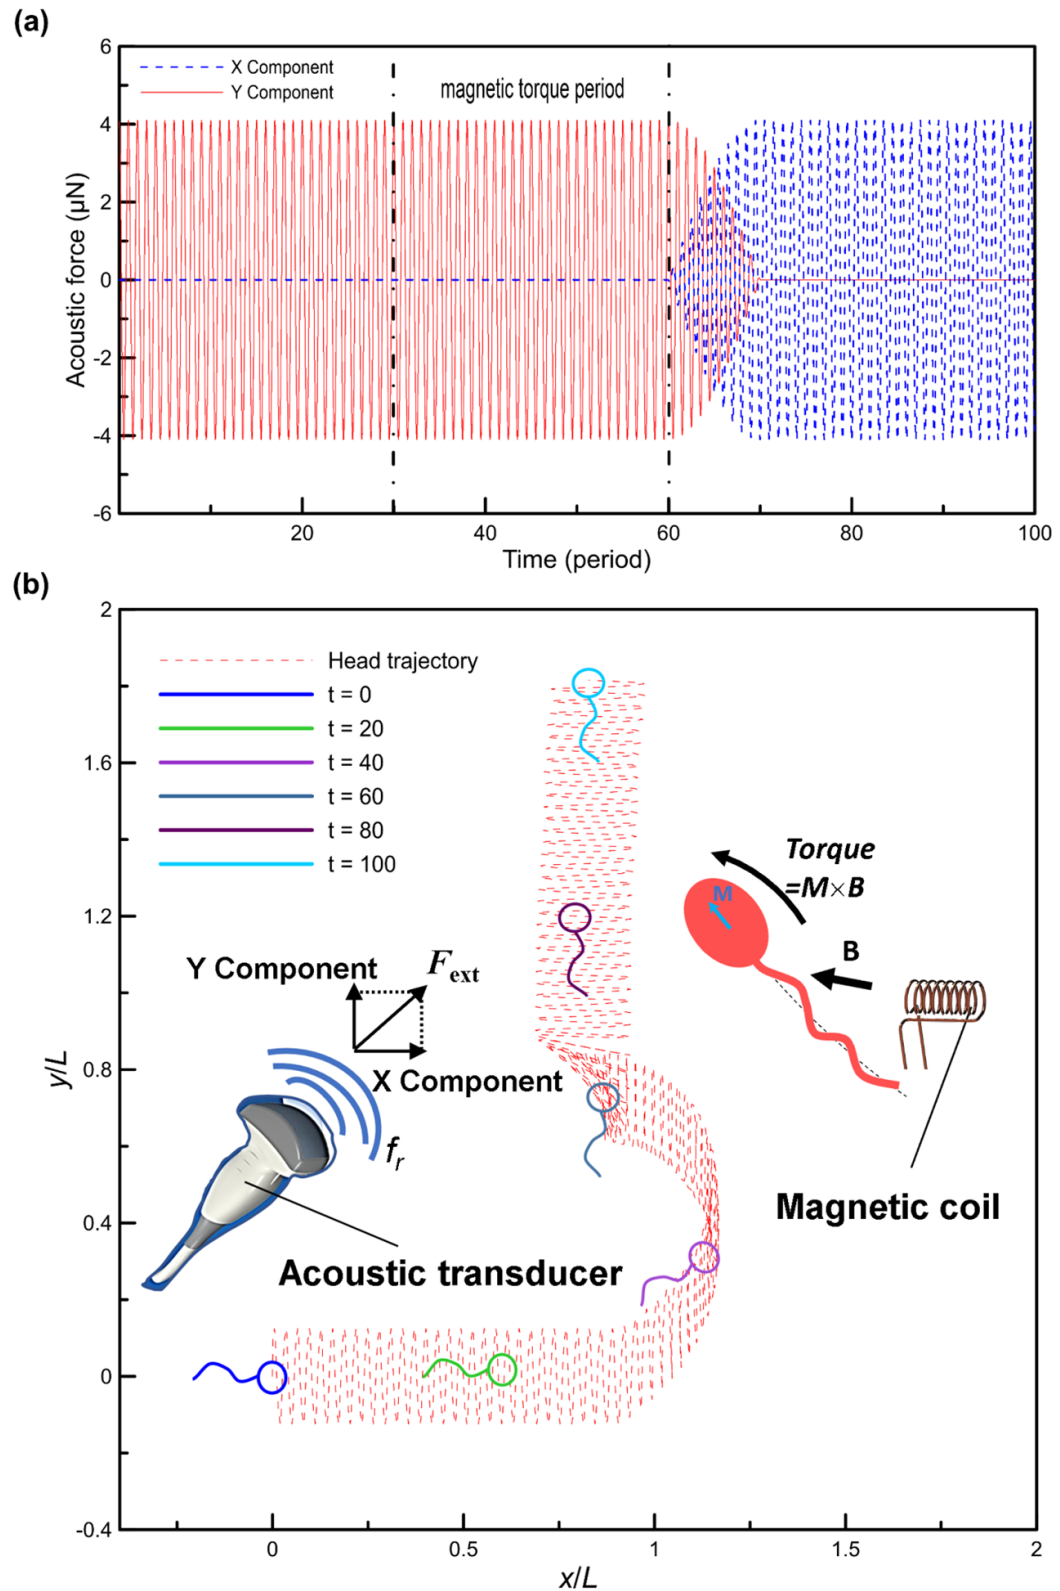 (a)
6
4
2
0
-2
-4
-6
Acoustic force (μN)
X Component
Y Component
magnetic torque period
20
40
60
80
100
Time (period)
(b)
2
1.6
1.2
0.8
0.4
0
-0.4
y/L
Head trajectory
t = 0
t = 20
t = 40
t = 60
t = 80
t = 100
Torque
=M×B
M
B
Y Component
Fext
X Component
fr
Magnetic coil
Acoustic transducer
0
0.5
1
1.5
2
x/L